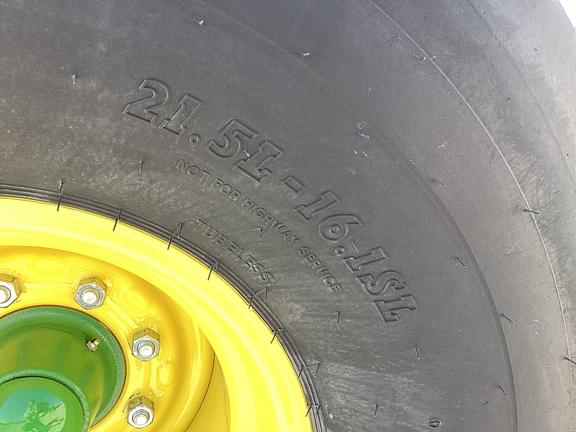 21.5L-16.1SL
NOT FOR HIGHWAY SERVICE
TUBELESS